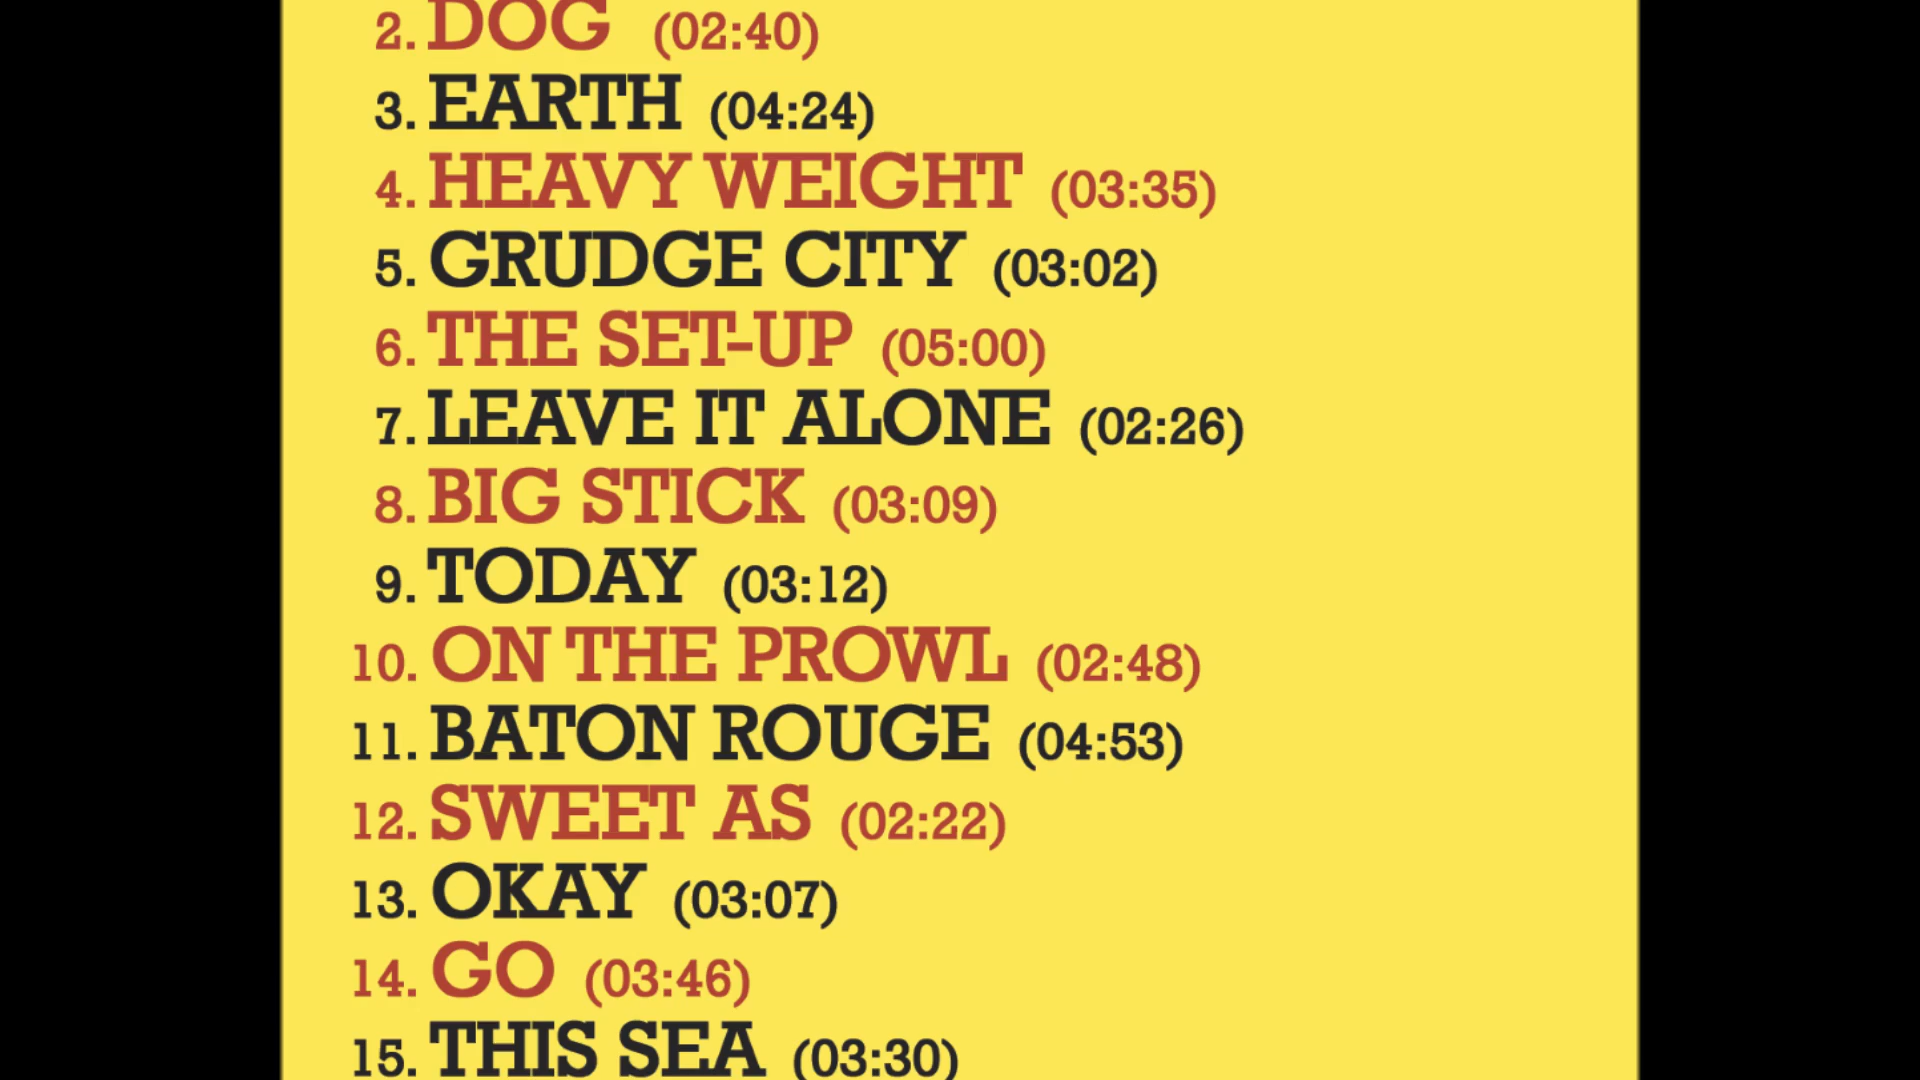 2. DOG (02:40)
3. EARTH (04:24)
4. HEAVY WEIGHT (03:35)
5. GRUDGE CITY (03:02)
6. THE SET-UP (05:00)
7. LEAVE IT ALONE (02:26)
8. BIG STICK (03:09)
9. TODAY (03:12)
10. ON THE PROWL (02:48)
11. BATON ROUGE (04:53)
12. SWEET AS (02:22)
13. OKAY (03:07)
14. GO (03:46)
15. THIS SEA (03:30)